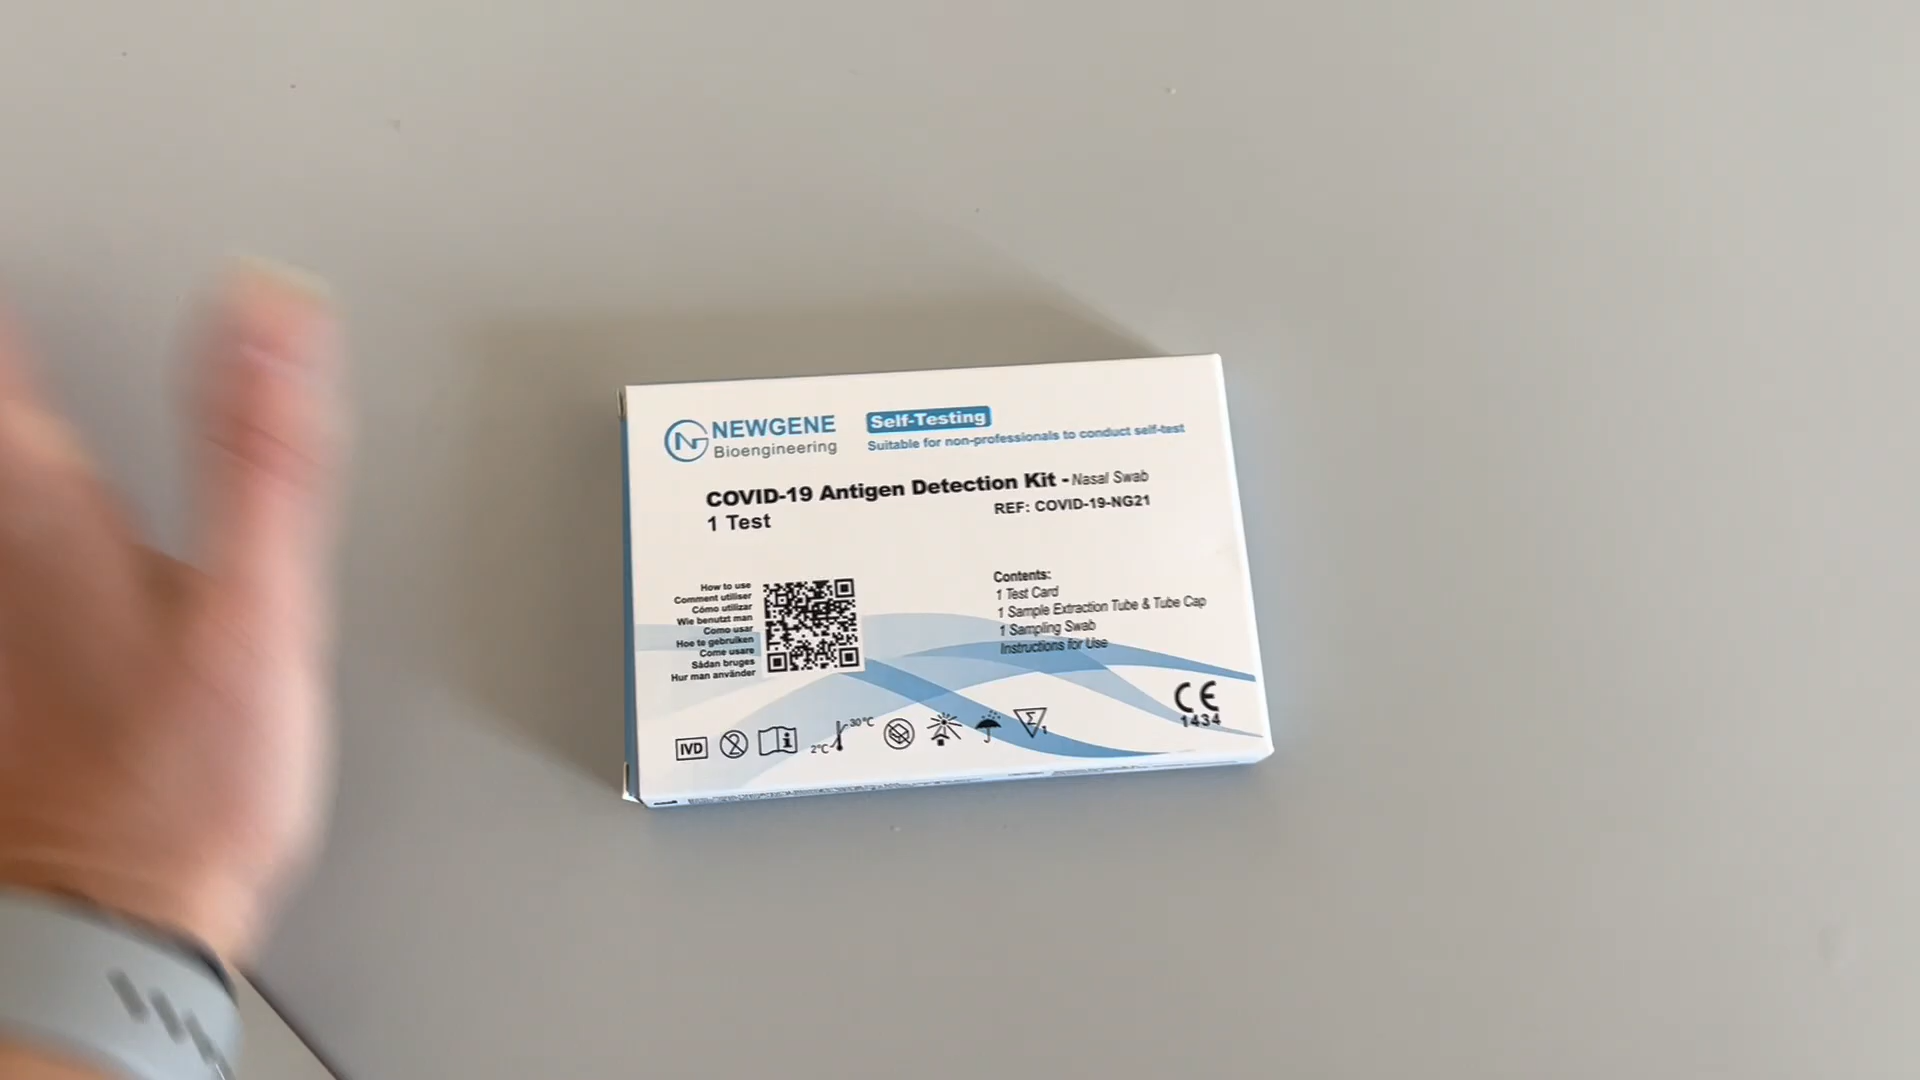 NEWGENE
Bioengineering
Self-Testing
Suitable for non-professionals to conduct self-test
COVID-19 Antigen Detection Kit - Nasal Swab
1 Test
REF: COVID-19-NG21
How to use
Comment utiliser
Cómo utilizar
Wie benutzt man
Como usar
Hoe te gebruiken
Come usare
Sådan bruges
Hur man använder
Contents:
1 Test Card
1 Sample Extraction Tube & Tube Cap
1 Sampling Swab
Instructions for Use
IVD
2
i
2°C
30°C
Σ
1
CE
1434